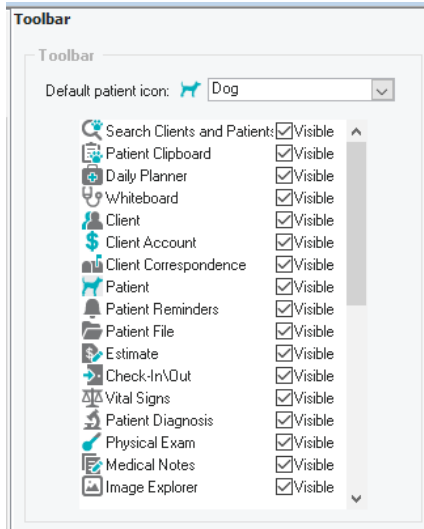 Toolbar
Toolbar
Default patient icon: Dog
Search Clients and Patients Visible
Patient Clipboard Visible
Daily Planner Visible
Whiteboard Visible
Client Visible
Client Account Visible
Client Correspondence Visible
Patient Visible
Patient Reminders Visible
Patient File Visible
Estimate Visible
Check-In\Out Visible
Vital Signs Visible
Patient Diagnosis Visible
Physical Exam Visible
Medical Notes Visible
Image Explorer Visible